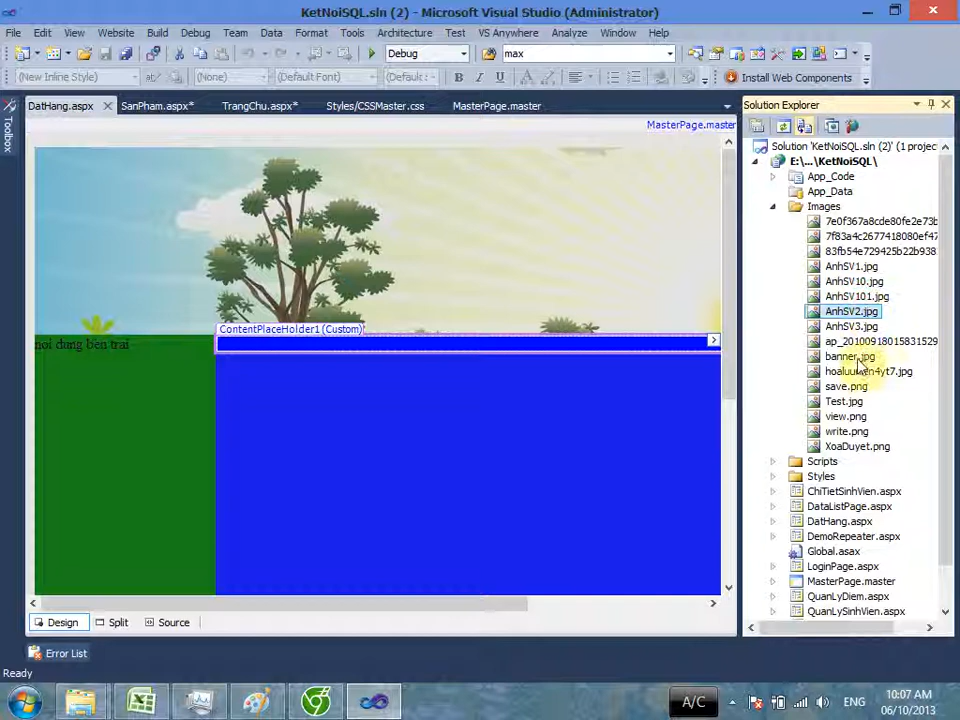 KetNoiSQL.sln (2) - Microsoft Visual Studio (Administrator)
File Edit View Website Build Debug Team Data Format Tools Architecture Test VS Anywhere Analyze Window Help
Debug max
(New Inline Style) (None) (Default Font) (Default: B I U A Install Web Components
DatHang.aspx SanPham.aspx* TrangChu.aspx* Styles/CSSMaster.css MasterPage.master
Solution Explorer
Toolbox
MasterPage.master
ContentPlaceHolder1 (Custom)
noi dung ben trai
Solution 'KetNoiSQL.sln (2)' (1 projec
E:\...\KetNoiSQL\
App_Code
App_Data
Images
7e0f367a8cde80fe2e73b
7f83a4c2677418080ef47
83fb54e729425b22b9381
AnhSV1.jpg
AnhSV10.jpg
AnhSV101.jpg
AnhSV2.jpg
AnhSV3.jpg
ap_20100918015831529
banner.jpg
save.png
Test.jpg
view.png
write.png
XoaDuyet.png
Scripts
Styles
ChiTietSinhVien.aspx
DataListPage.aspx
DatHang.aspx
DemoRepeater.aspx
Global.asax
LoginPage.aspx
MasterPage.master
QuanLyDiem.aspx
QuanLySinhVien.aspx
Design Split Source
Error List
Ready
A/C ENG 10:07 AM
06/10/2013